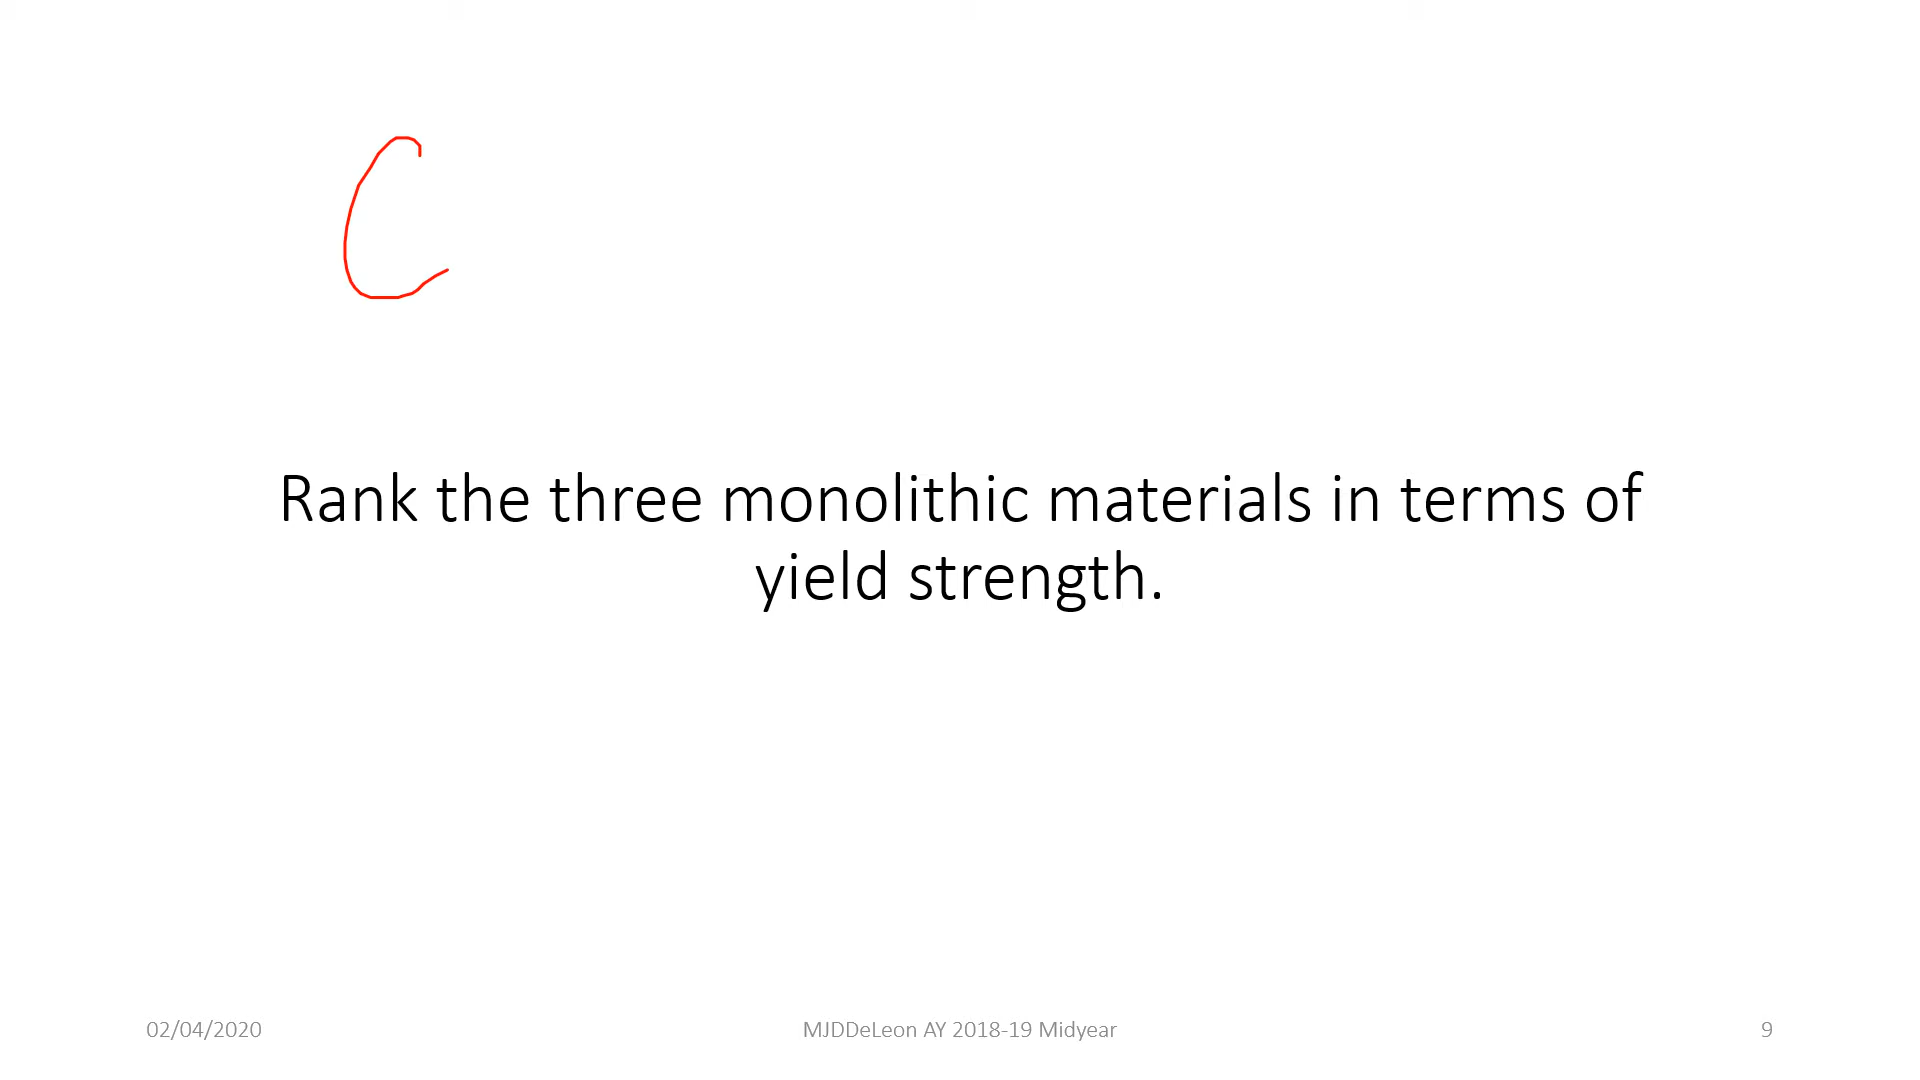 C
Rank the three monolithic materials in terms of
yield strength.
02/04/2020
MJDDeLeon AY 2018-19 Midyear
9